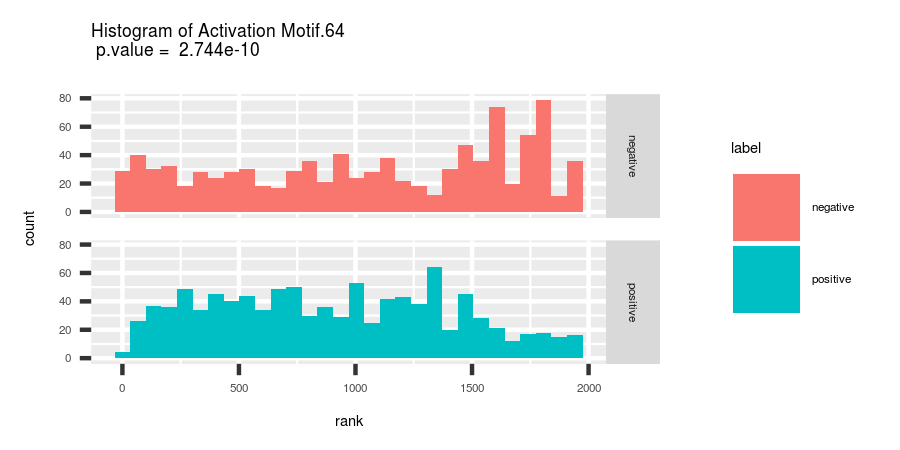 Histogram of Activation Motif.64
p.value = 2.744e-10
80
60
40
20
0
negative
80
60
40
20
0
positive
0 500 1000 1500 2000
rank
count
label
negative
positive